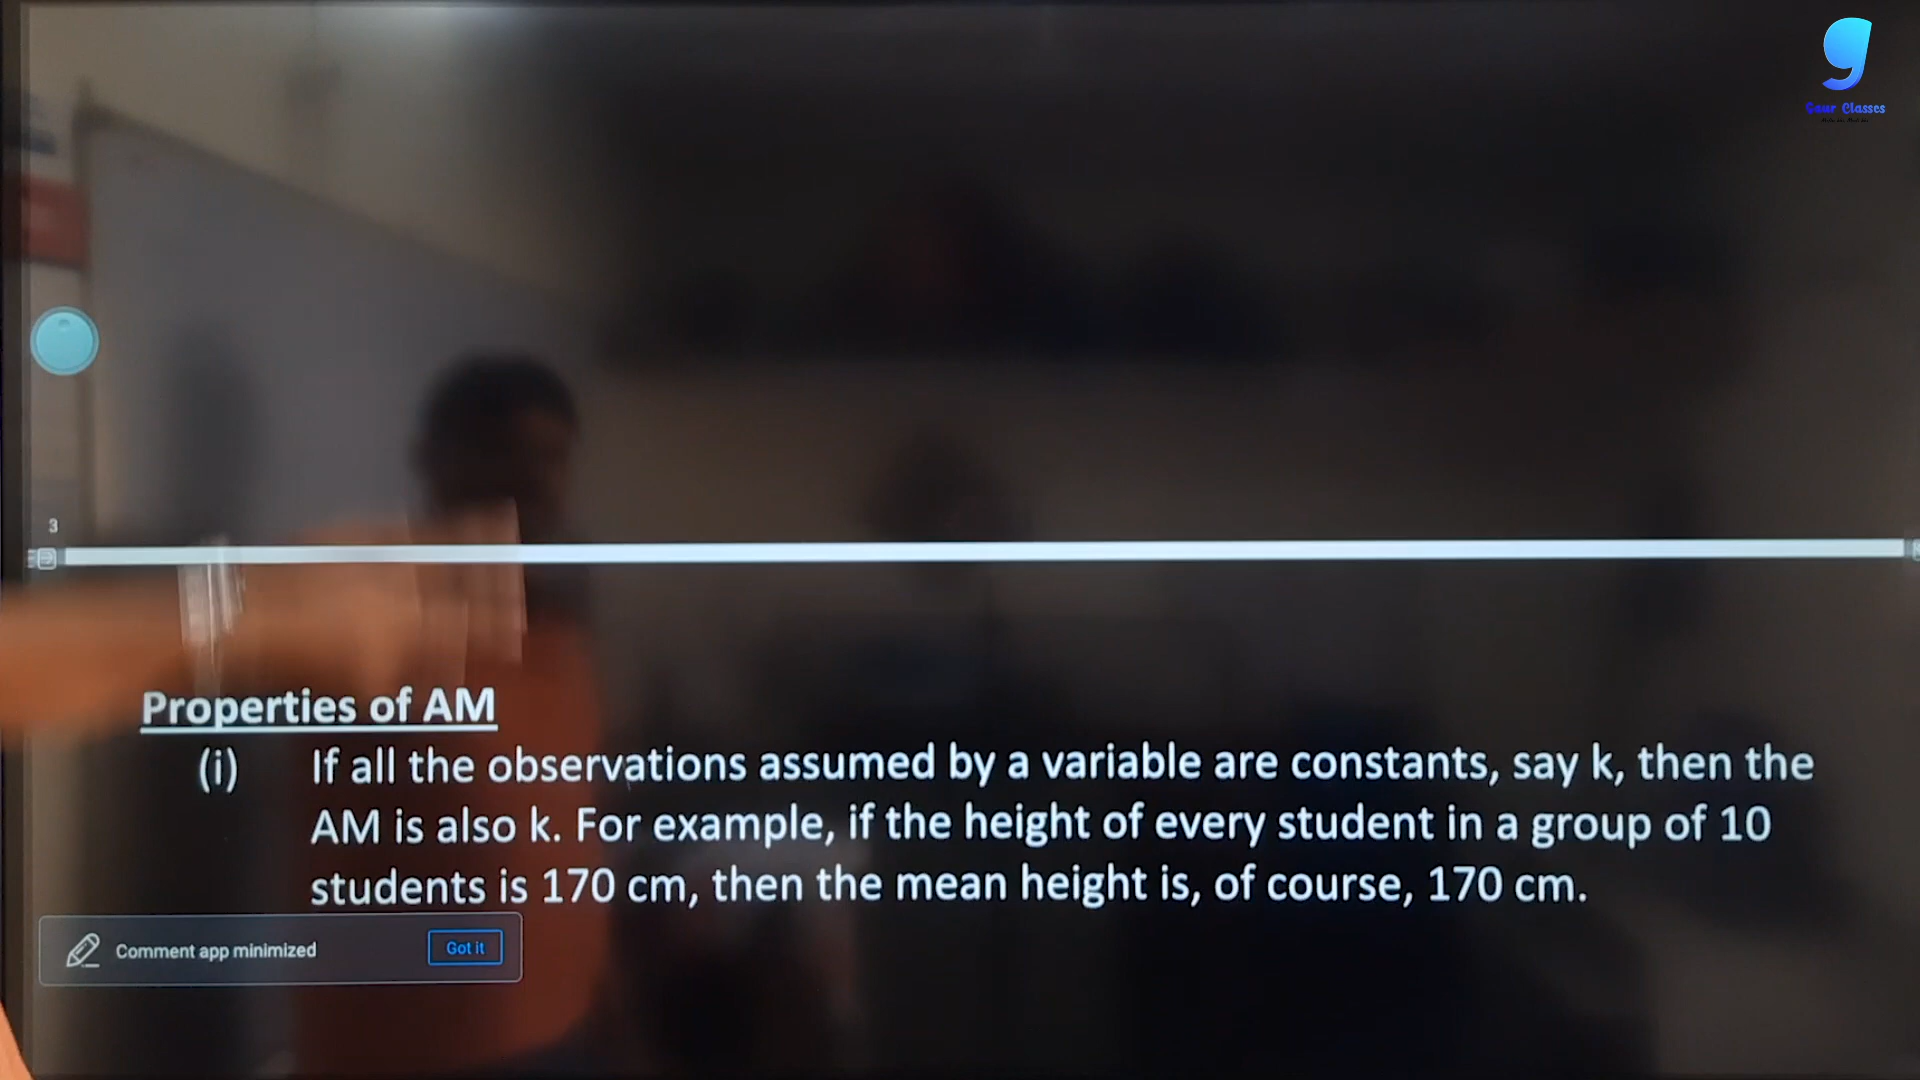 Gaur Classes
3
Properties of AM
(i) If all the observations assumed by a variable are constants, say k, then the
AM is also k. For example, if the height of every student in a group of 10
students is 170 cm, then the mean height is, of course, 170 cm.
Comment app minimized Got it